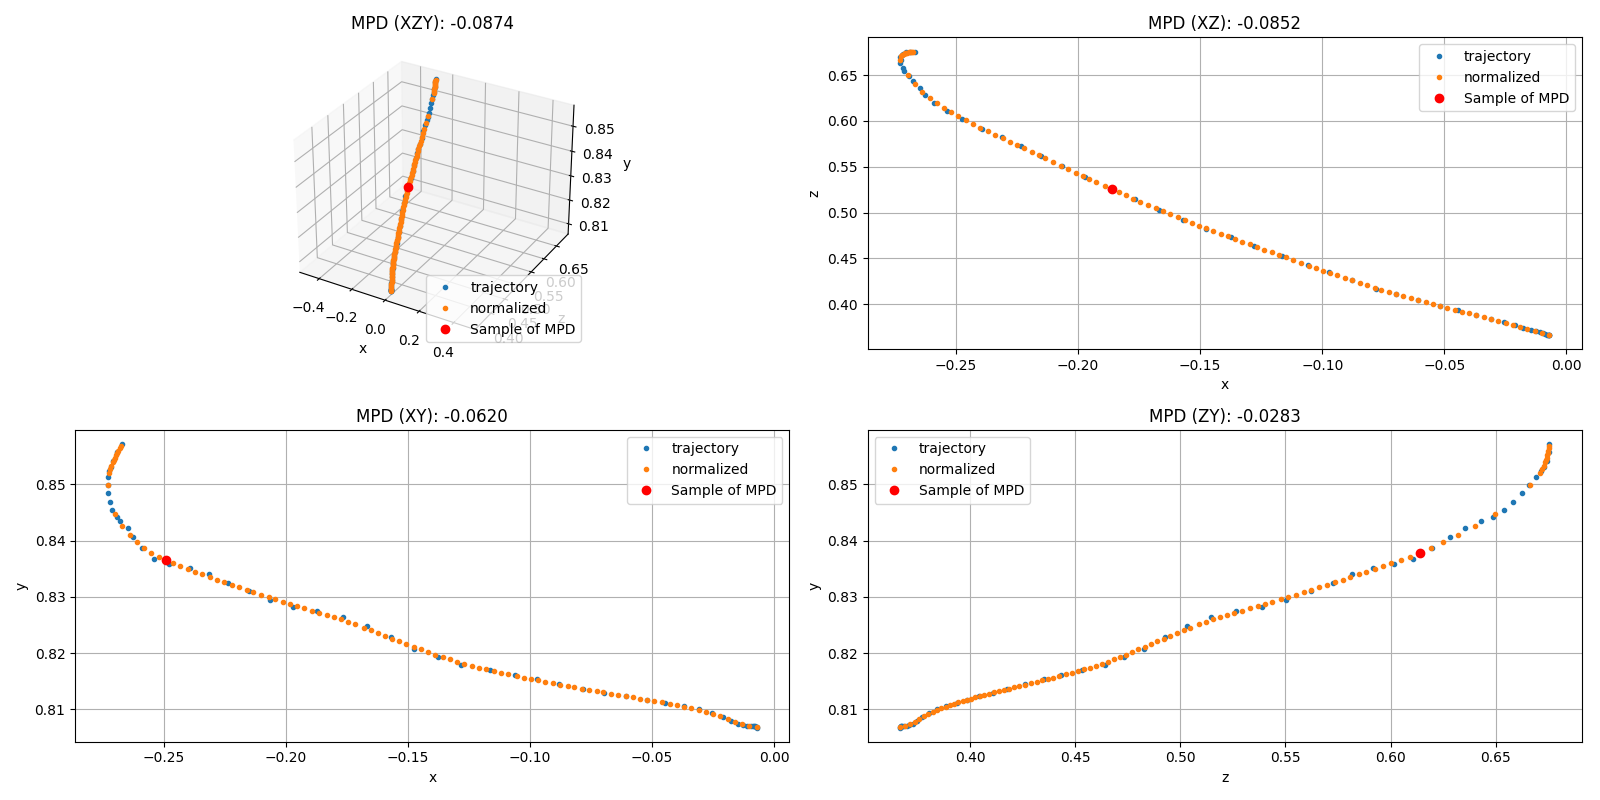 MPD (XZY): -0.0874
0.85
0.84
0.83
0.82
0.81
y
−0.4
−0.2
0.0
0.2
0.4
x
0.65
0.60
0.55
0.50
0.45
0.40
z
trajectory
normalized
Sample of MPD
MPD (XZ): -0.0852
trajectory
normalized
Sample of MPD
0.65
0.60
0.55
0.50
0.45
0.40
z
−0.25 −0.20 −0.15 −0.10 −0.05 0.00
x
MPD (XY): -0.0620
trajectory
normalized
Sample of MPD
0.85
0.84
0.83
0.82
0.81
y
−0.25 −0.20 −0.15 −0.10 −0.05 0.00
x
MPD (ZY): -0.0283
trajectory
normalized
Sample of MPD
0.85
0.84
0.83
0.82
0.81
y
0.40 0.45 0.50 0.55 0.60 0.65
z